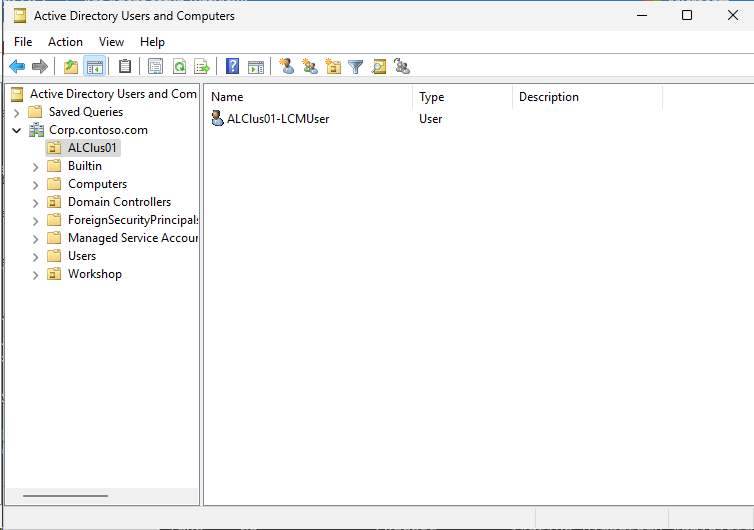 Active Directory Users and Computers
File Action View Help
Active Directory Users and Com
Saved Queries
Corp.contoso.com
ALClus01
Builtin
Computers
Domain Controllers
ForeignSecurityPrincipals
Managed Service Accour
Users
Workshop
Name Type Description
ALClus01-LCMUser User